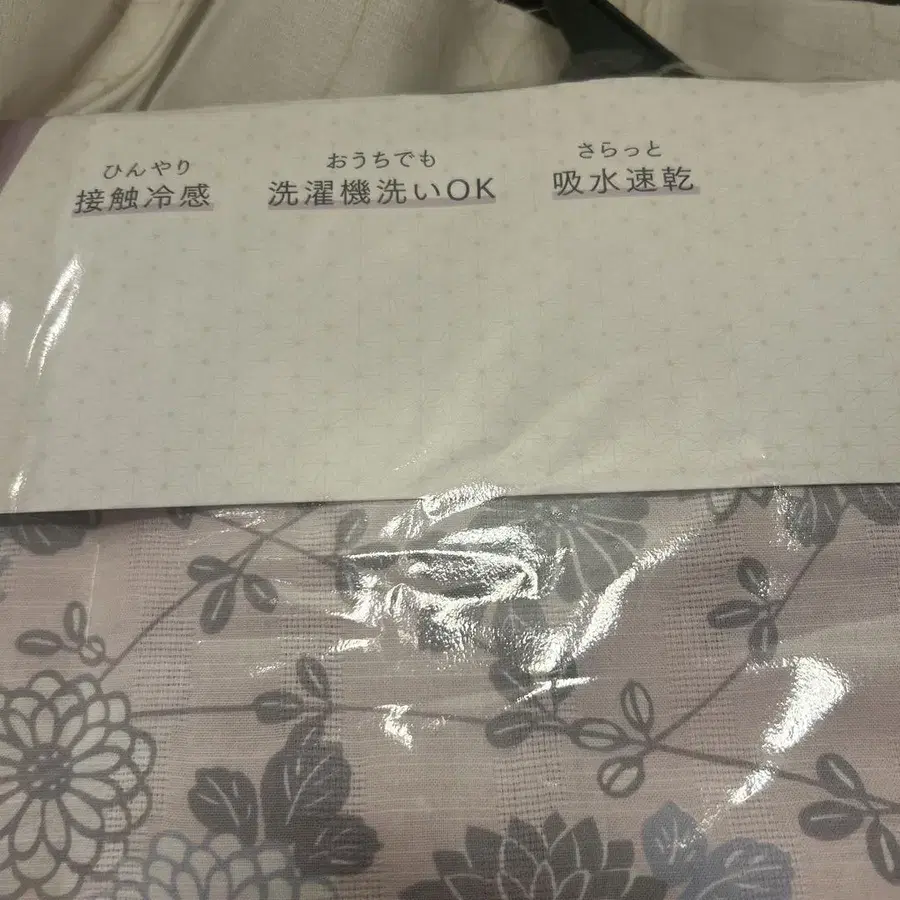 ひんやり
接触冷感
おうちでも
洗濯機洗いOK
さらっと
吸水速乾